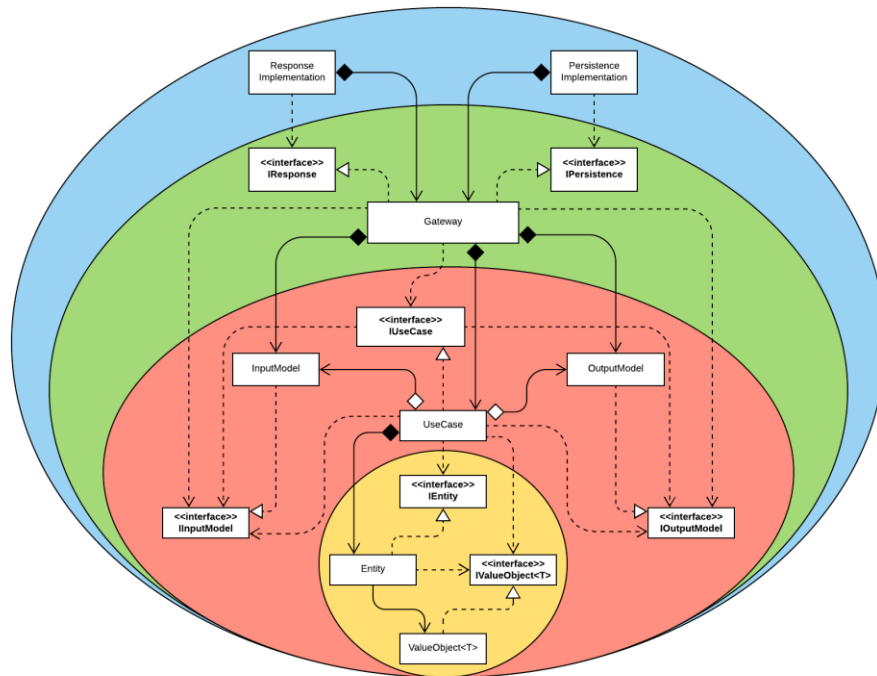 Response
Implementation
Persistence
Implementation
<<interface>>
IResponse
<<interface>>
IPersistence
Gateway
<<interface>>
IUseCase
InputModel
OutputModel
UseCase
<<interface>>
IEntity
<<interface>>
IInputModel
<<interface>>
IOutputModel
Entity
<<interface>>
IValueObject<T>
ValueObject<T>